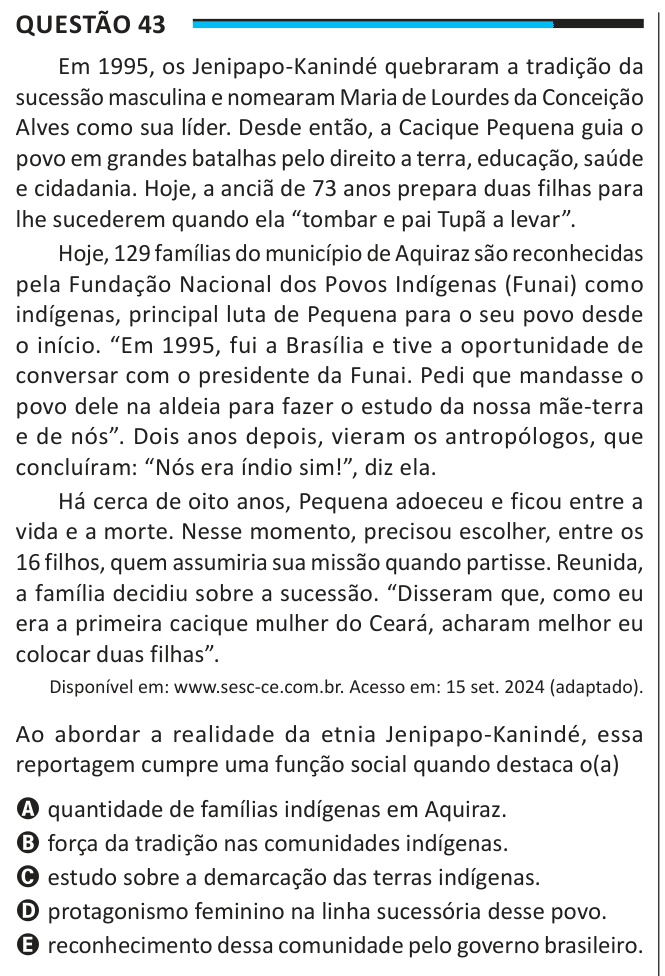 QUESTÃO 43
Em 1995, os Jenipapo-Kanindé quebraram a tradição da
sucessão masculina e nomearam Maria de Lourdes da Conceição
Alves como sua líder. Desde então, a Cacique Pequena guia o
povo em grandes batalhas pelo direito a terra, educação, saúde
e cidadania. Hoje, a anciã de 73 anos prepara duas filhas para
lhe sucederem quando ela “tombar e pai Tupã a levar”.
Hoje, 129 famílias do município de Aquiraz são reconhecidas
pela Fundação Nacional dos Povos Indígenas (Funai) como
indígenas, principal luta de Pequena para o seu povo desde
o início. “Em 1995, fui a Brasília e tive a oportunidade de
conversar com o presidente da Funai. Pedi que mandasse o
povo dele na aldeia para fazer o estudo da nossa mãe-terra
e de nós”. Dois anos depois, vieram os antropólogos, que
concluíram: “Nós era índio sim!”, diz ela.
Há cerca de oito anos, Pequena adoeceu e ficou entre a
vida e a morte. Nesse momento, precisou escolher, entre os
16 filhos, quem assumiria sua missão quando partisse. Reunida,
a família decidiu sobre a sucessão. “Disseram que, como eu
era a primeira cacique mulher do Ceará, acharam melhor eu
colocar duas filhas”.
Disponível em: www.sesc-ce.com.br. Acesso em: 15 set. 2024 (adaptado).
Ao abordar a realidade da etnia Jenipapo-Kanindé, essa
reportagem cumpre uma função social quando destaca o(a)
A quantidade de famílias indígenas em Aquiraz.
B força da tradição nas comunidades indígenas.
C estudo sobre a demarcação das terras indígenas.
D protagonismo feminino na linha sucessória desse povo.
E reconhecimento dessa comunidade pelo governo brasileiro.